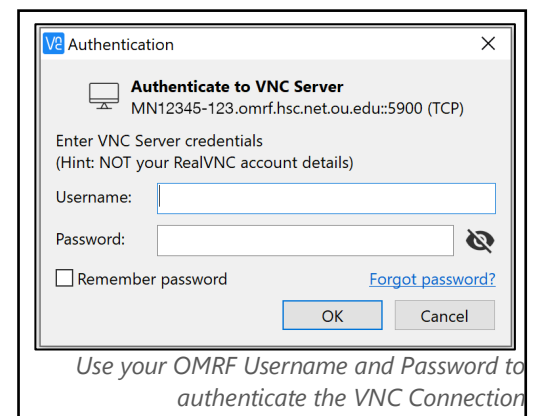 V2 Authentication
Authenticate to VNC Server
MN12345-123.omrf.hsc.net.ou.edu::5900 (TCP)
Enter VNC Server credentials
(Hint: NOT your RealVNC account details)
Username:
Password:
Remember password Forgot password?
OK Cancel
Use your OMRF Username and Password to
authenticate the VNC Connection